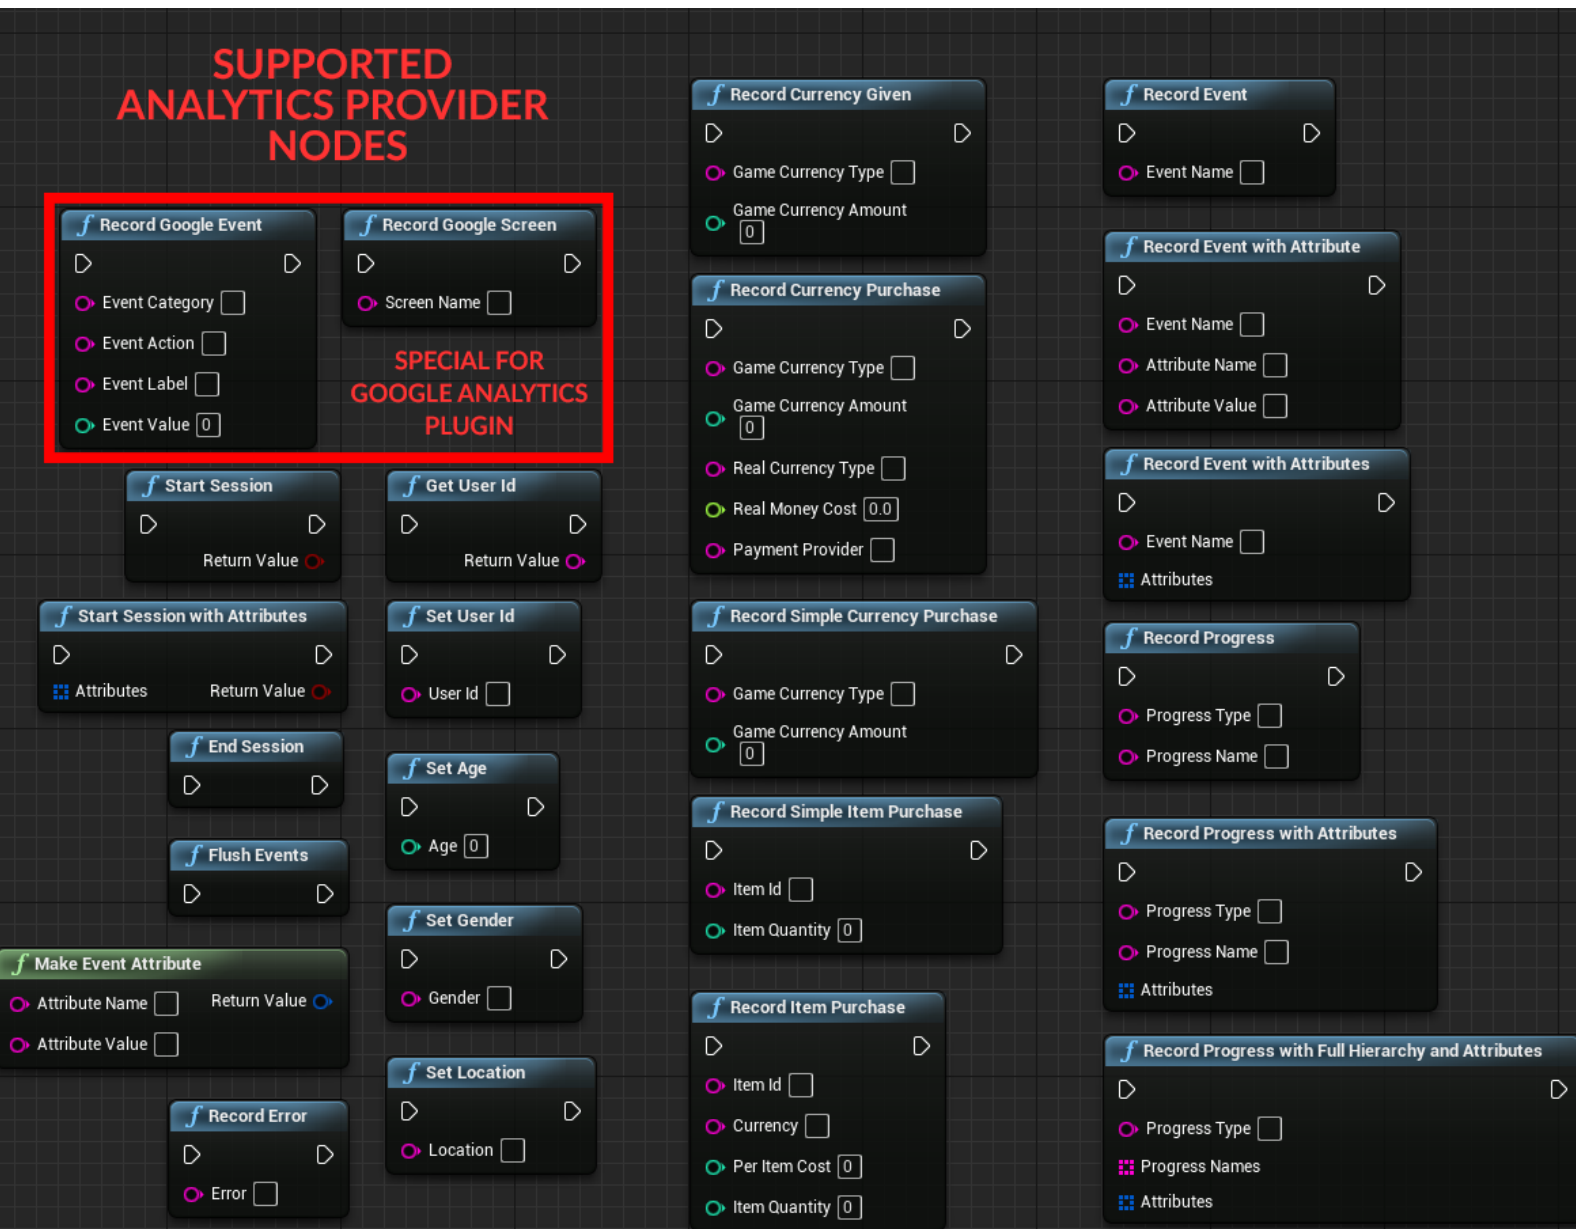 SUPPORTED
ANALYTICS PROVIDER
NODES
f Record Google Event
Event Category
Event Action
Event Label
Event Value 0
f Record Google Screen
Screen Name
SPECIAL FOR
GOOGLE ANALYTICS
PLUGIN
f Start Session
Return Value
f Get User Id
Return Value
f Start Session with Attributes
Attributes Return Value
f Set User Id
User Id
f End Session
f Set Age
Age 0
f Flush Events
f Set Gender
Gender
f Make Event Attribute
Attribute Name Return Value
Attribute Value
f Set Location
Location
f Record Error
Error
f Record Currency Given
Game Currency Type
Game Currency Amount
0
f Record Currency Purchase
Game Currency Type
Game Currency Amount
0
Real Currency Type
Real Money Cost 0.0
Payment Provider
f Record Simple Currency Purchase
Game Currency Type
Game Currency Amount
0
f Record Simple Item Purchase
Item Id
Item Quantity 0
f Record Item Purchase
Item Id
Currency
Per Item Cost 0
Item Quantity 0
f Record Event
Event Name
f Record Event with Attribute
Event Name
Attribute Name
Attribute Value
f Record Event with Attributes
Event Name
Attributes
f Record Progress
Progress Type
Progress Name
f Record Progress with Attributes
Progress Type
Progress Name
Attributes
f Record Progress with Full Hierarchy and Attributes
Progress Type
Progress Names
Attributes